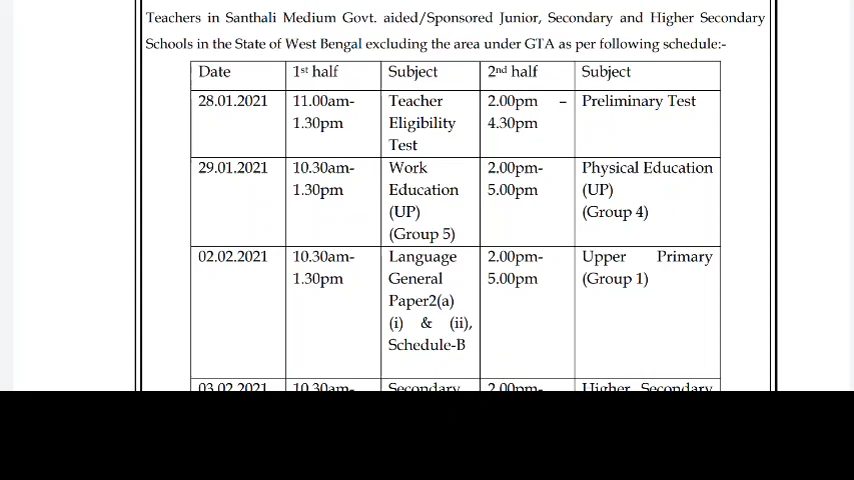 Teachers in Santhali Medium Govt. aided/Sponsored Junior, Secondary and Higher Secondary
Schools in the State of West Bengal excluding the area under GTA as per following schedule:-
Date 1st half Subject 2nd half Subject
28.01.2021 11.00am- Teacher 2.00pm – Preliminary Test
1.30pm Eligibility 4.30pm
Test
29.01.2021 10.30am- Work 2.00pm- Physical Education
1.30pm Education 5.00pm (UP)
(UP) (Group 4)
(Group 5)
02.02.2021 10.30am- Language 2.00pm- Upper Primary
1.30pm General 5.00pm (Group 1)
Paper2(a)
(i) & (ii),
Schedule-B
03.02.2021 10.30am- Secondary 2.00pm- Higher Secondary